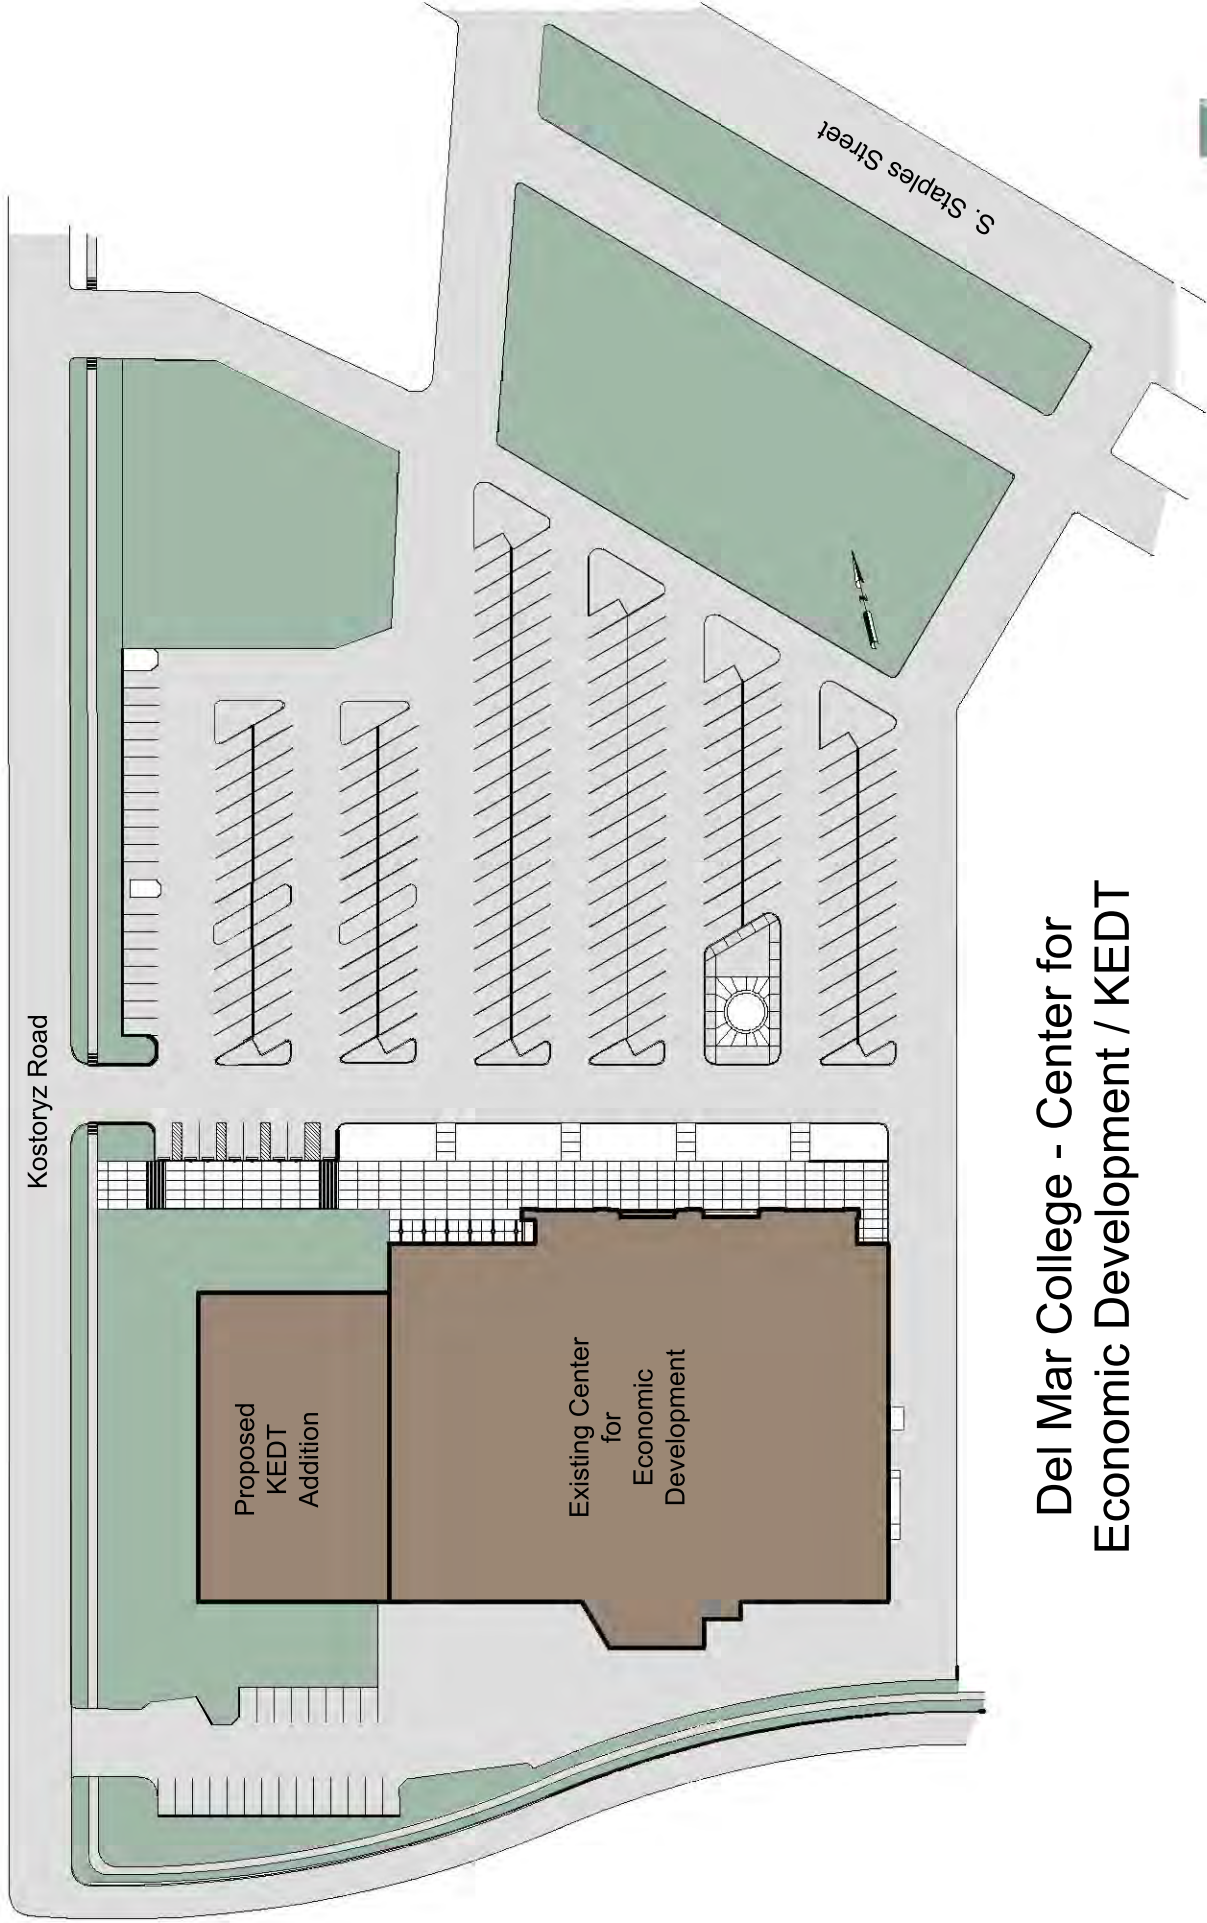 Kostoryz Road
S. Staples Street
Proposed
KEDT
Addition
Existing Center
for
Economic
Development
Del Mar College - Center for
Economic Development / KEDT